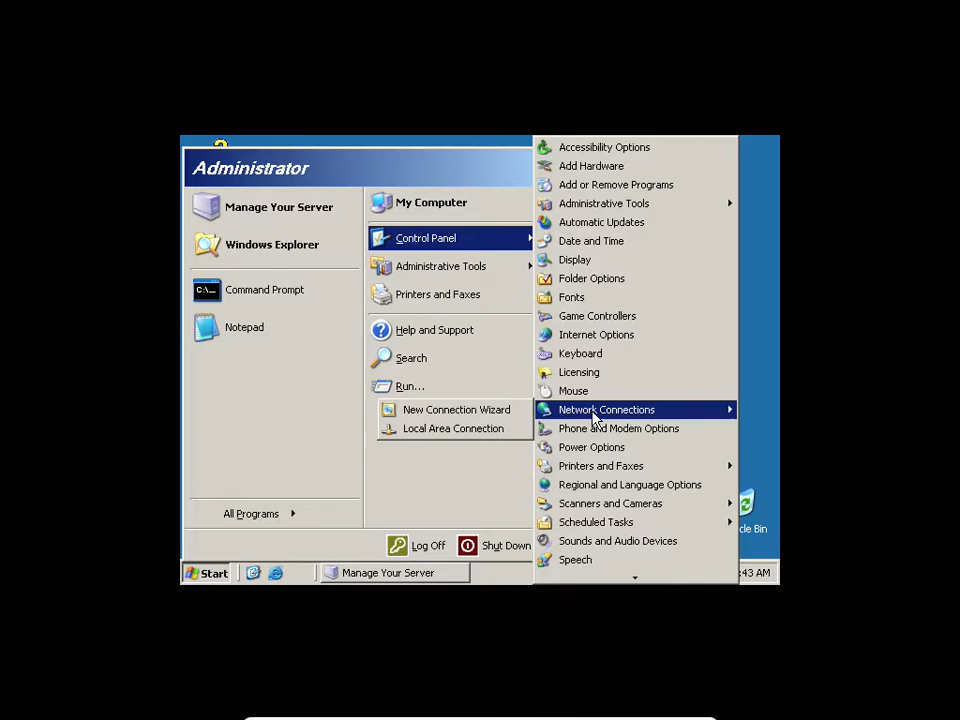 Administrator
Manage Your Server
Windows Explorer
Command Prompt
Notepad
All Programs
My Computer
Control Panel
Administrative Tools
Printers and Faxes
Help and Support
Search
Run...
New Connection Wizard
Local Area Connection
Log Off
Shut Down
Accessibility Options
Add Hardware
Add or Remove Programs
Administrative Tools
Automatic Updates
Date and Time
Display
Folder Options
Fonts
Game Controllers
Internet Options
Keyboard
Licensing
Mouse
Network Connections
Phone and Modem Options
Power Options
Printers and Faxes
Regional and Language Options
Scanners and Cameras
Scheduled Tasks
Sounds and Audio Devices
Speech
cle Bin
Start
Manage Your Server
:43 AM